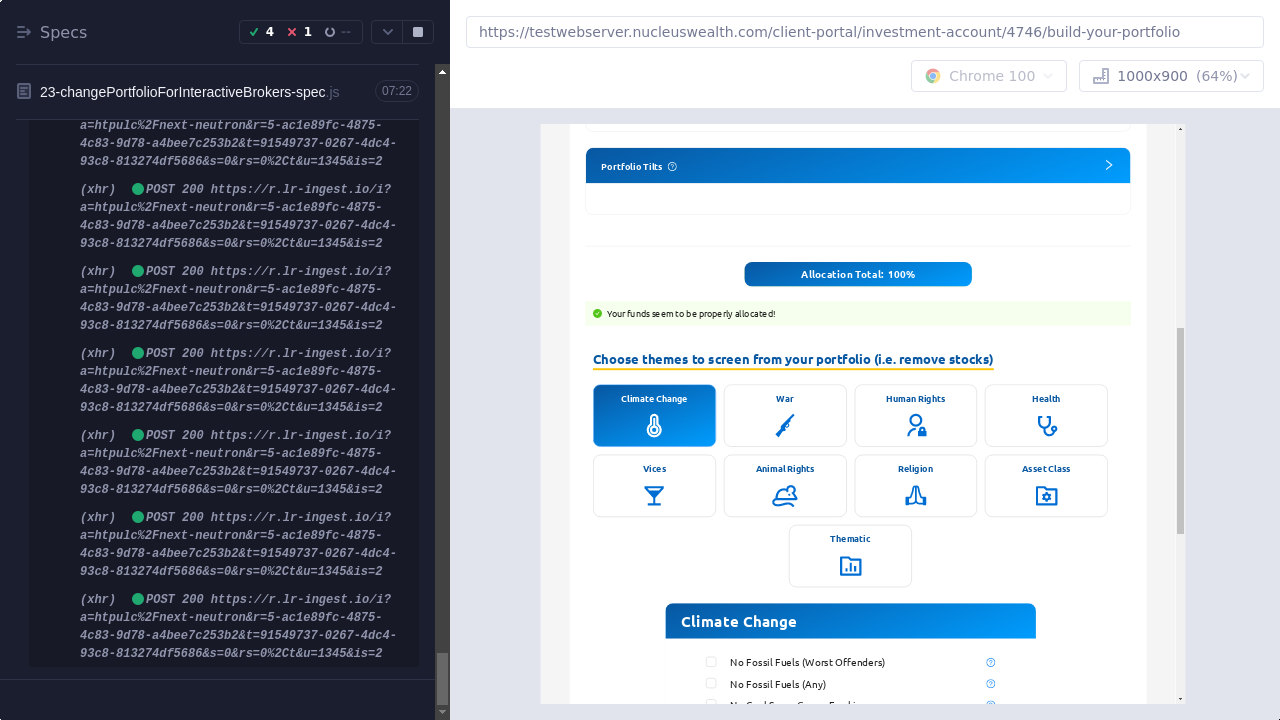 Specs
4
1
--
23-changePortfolioForInteractiveBrokers-spec.js
07:22
a=htpulc%2Fnext-neutron&r=5-ac1e89fc-4875-
4c83-9d78-a4bee7c253b2&t=91549737-0267-4dc4-
93c8-813274df5686&s=0&rs=0%2Ct&u=1345&is=2
(xhr) POST 200 https://r.lr-ingest.io/i?
a=htpulc%2Fnext-neutron&r=5-ac1e89fc-4875-
4c83-9d78-a4bee7c253b2&t=91549737-0267-4dc4-
93c8-813274df5686&s=0&rs=0%2Ct&u=1345&is=2
(xhr) POST 200 https://r.lr-ingest.io/i?
a=htpulc%2Fnext-neutron&r=5-ac1e89fc-4875-
4c83-9d78-a4bee7c253b2&t=91549737-0267-4dc4-
93c8-813274df5686&s=0&rs=0%2Ct&u=1345&is=2
(xhr) POST 200 https://r.lr-ingest.io/i?
a=htpulc%2Fnext-neutron&r=5-ac1e89fc-4875-
4c83-9d78-a4bee7c253b2&t=91549737-0267-4dc4-
93c8-813274df5686&s=0&rs=0%2Ct&u=1345&is=2
(xhr) POST 200 https://r.lr-ingest.io/i?
a=htpulc%2Fnext-neutron&r=5-ac1e89fc-4875-
4c83-9d78-a4bee7c253b2&t=91549737-0267-4dc4-
93c8-813274df5686&s=0&rs=0%2Ct&u=1345&is=2
(xhr) POST 200 https://r.lr-ingest.io/i?
a=htpulc%2Fnext-neutron&r=5-ac1e89fc-4875-
4c83-9d78-a4bee7c253b2&t=91549737-0267-4dc4-
93c8-813274df5686&s=0&rs=0%2Ct&u=1345&is=2
(xhr) POST 200 https://r.lr-ingest.io/i?
a=htpulc%2Fnext-neutron&r=5-ac1e89fc-4875-
4c83-9d78-a4bee7c253b2&t=91549737-0267-4dc4-
93c8-813274df5686&s=0&rs=0%2Ct&u=1345&is=2
https://testwebserver.nucleuswealth.com/client-portal/investment-account/4746/build-your-portfolio
Chrome 100
1000x900 (64%)
Portfolio Tilts
Allocation Total: 100%
Your funds seem to be properly allocated!
Choose themes to screen from your portfolio (i.e. remove stocks)
Climate Change
War
Human Rights
Health
Vices
Animal Rights
Religion
Asset Class
Thematic
Climate Change
No Fossil Fuels (Worst Offenders)
No Fossil Fuels (Any)